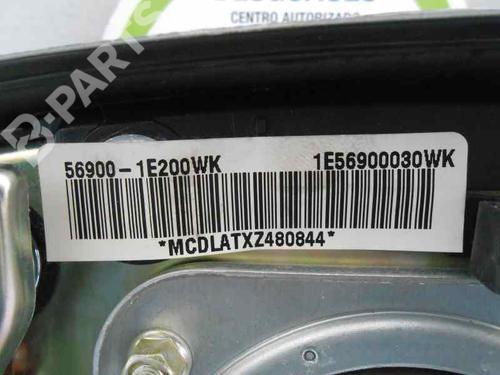 CENTRO AUTORIZADO
56900-1E200WK 1E56900030WK
*MCDLATXZ480844*
B-PARTS